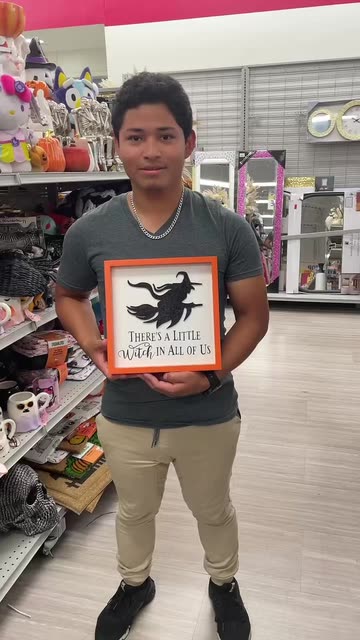 There's a Little
Witch in All of Us